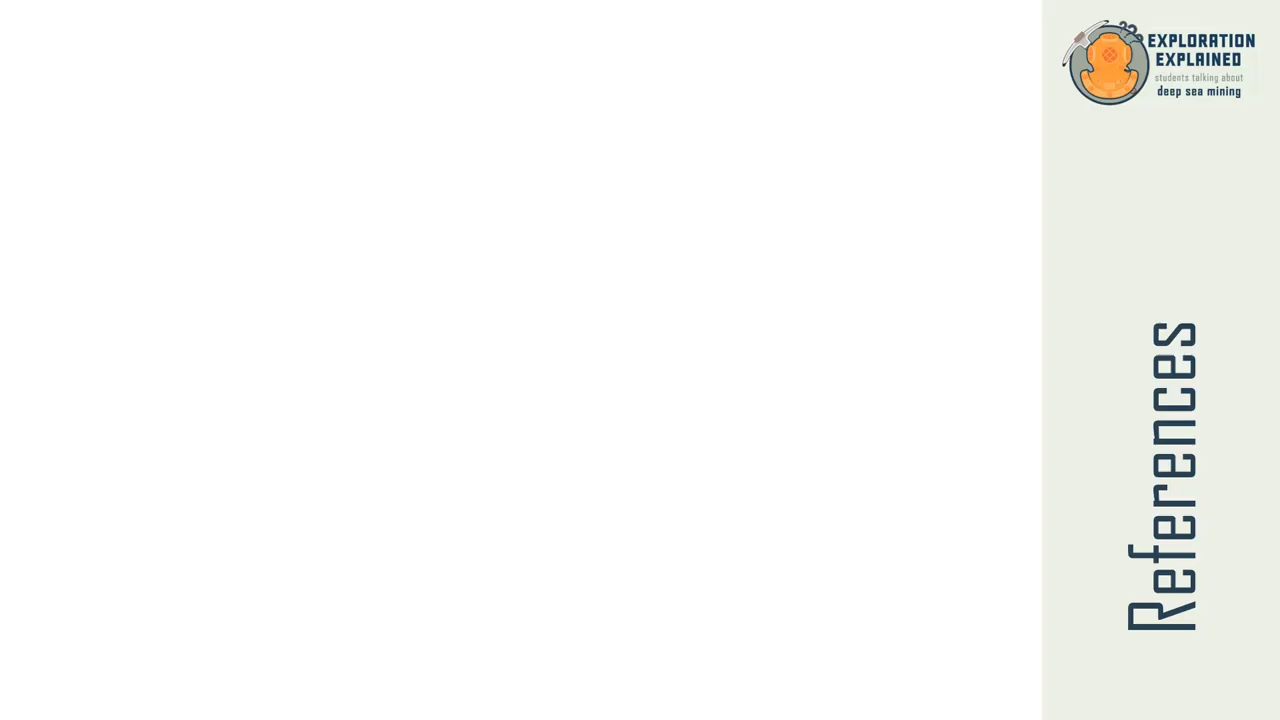 EXPLORATION
EXPLAINED
students talking about
deep sea mining
References